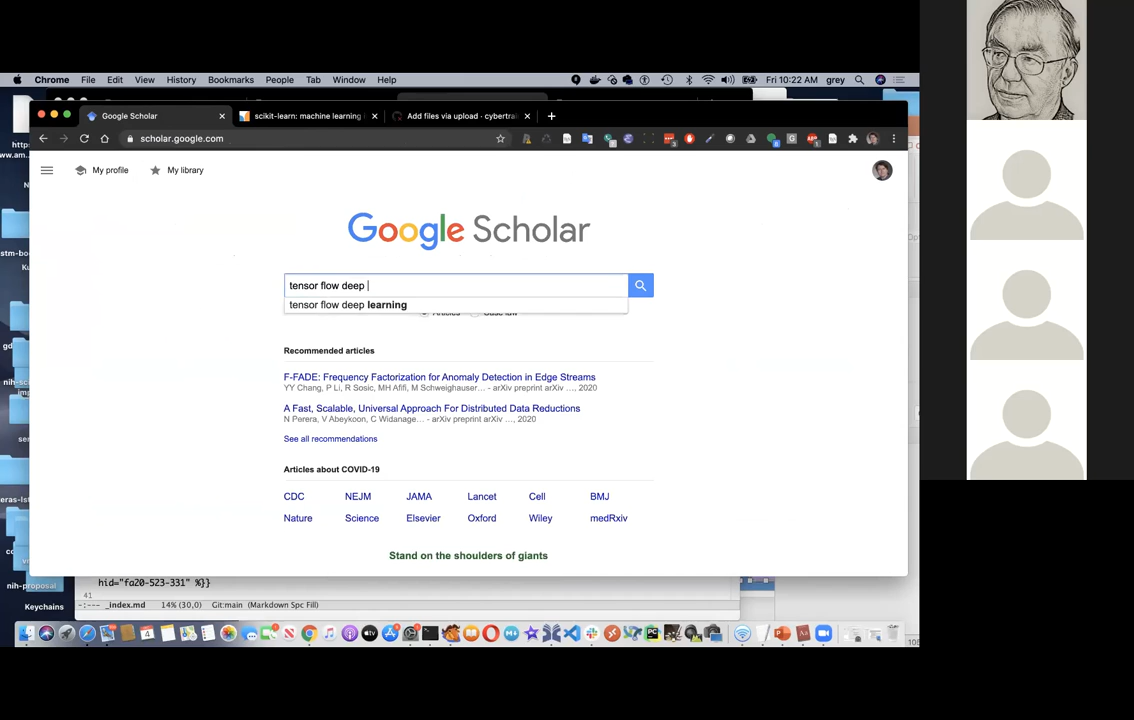 Chrome File Edit View History Bookmarks People Tab Window Help Fri 10:22 AM grey
Google Scholar scikit-learn: machine learning Add files via upload - cybertrai
scholar.google.com
My profile My library
Google Scholar
tensor flow deep
tensor flow deep learning
Recommended articles
F-FADE: Frequency Factorization for Anomaly Detection in Edge Streams
YY Chang, P Li, R Sosic, MH Afifi, M Schweighauser… - arXiv preprint arXiv …, 2020
A Fast, Scalable, Universal Approach For Distributed Data Reductions
N Perera, V Abeykoon, C Widanage… - arXiv preprint arXiv …, 2020
See all recommendations
Articles about COVID-19
CDC NEJM JAMA Lancet Cell BMJ
Nature Science Elsevier Oxford Wiley medRxiv
Stand on the shoulders of giants
nih-proposal hid="fa20-523-331" %}}
41
-:--- _index.md 14% (30,0) Git:main (Markdown Spc Fill)
Keychains